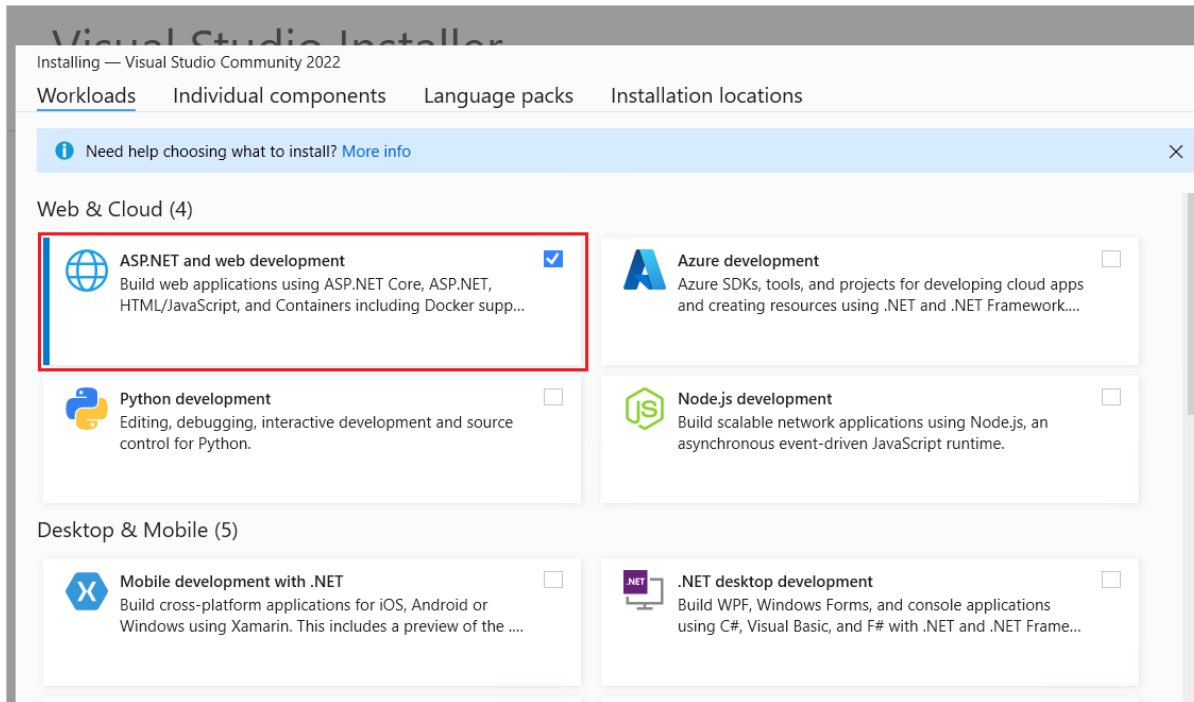 Visual Studio Installer
Installing — Visual Studio Community 2022
Workloads Individual components Language packs Installation locations
Need help choosing what to install? More info
Web & Cloud (4)
ASP.NET and web development
Build web applications using ASP.NET Core, ASP.NET,
HTML/JavaScript, and Containers including Docker supp...
Azure development
Azure SDKs, tools, and projects for developing cloud apps
and creating resources using .NET and .NET Framework....
Python development
Editing, debugging, interactive development and source
control for Python.
JS
Node.js development
Build scalable network applications using Node.js, an
asynchronous event-driven JavaScript runtime.
Desktop & Mobile (5)
Mobile development with .NET
Build cross-platform applications for iOS, Android or
Windows using Xamarin. This includes a preview of the ....
.NET
.NET desktop development
Build WPF, Windows Forms, and console applications
using C#, Visual Basic, and F# with .NET and .NET Frame...